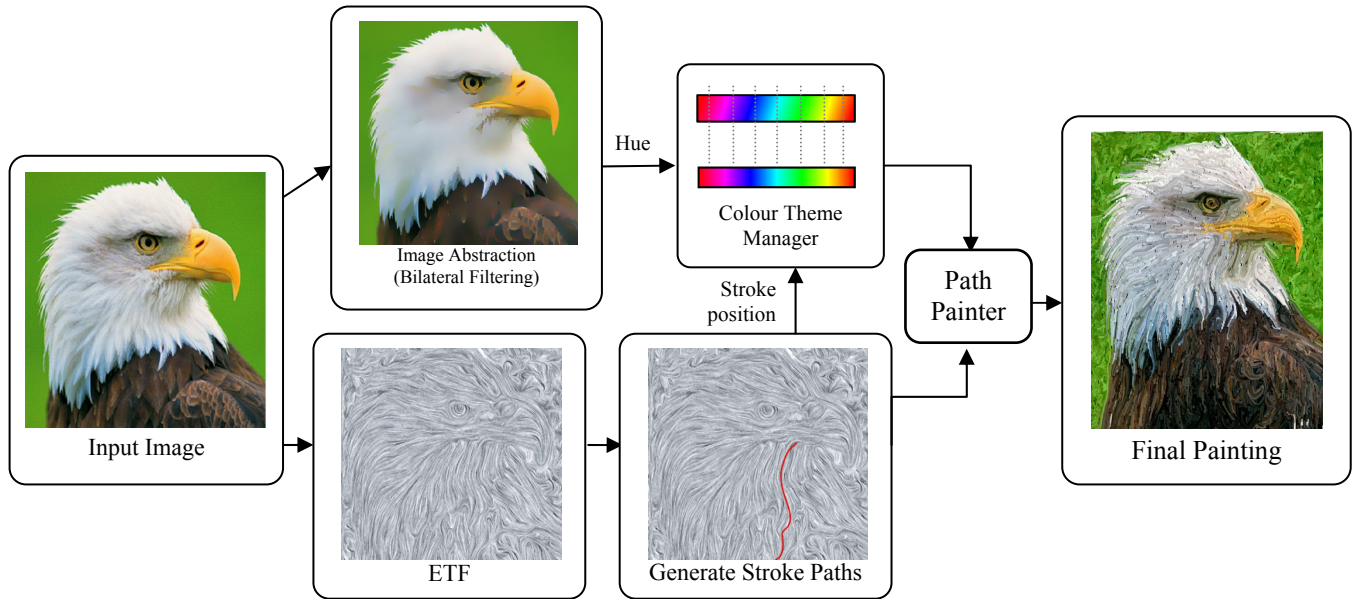 Input Image
Image Abstraction
(Bilateral Filtering)
Hue
Colour Theme
Manager
Stroke
position
ETF
Generate Stroke Paths
Path
Painter
Final Painting